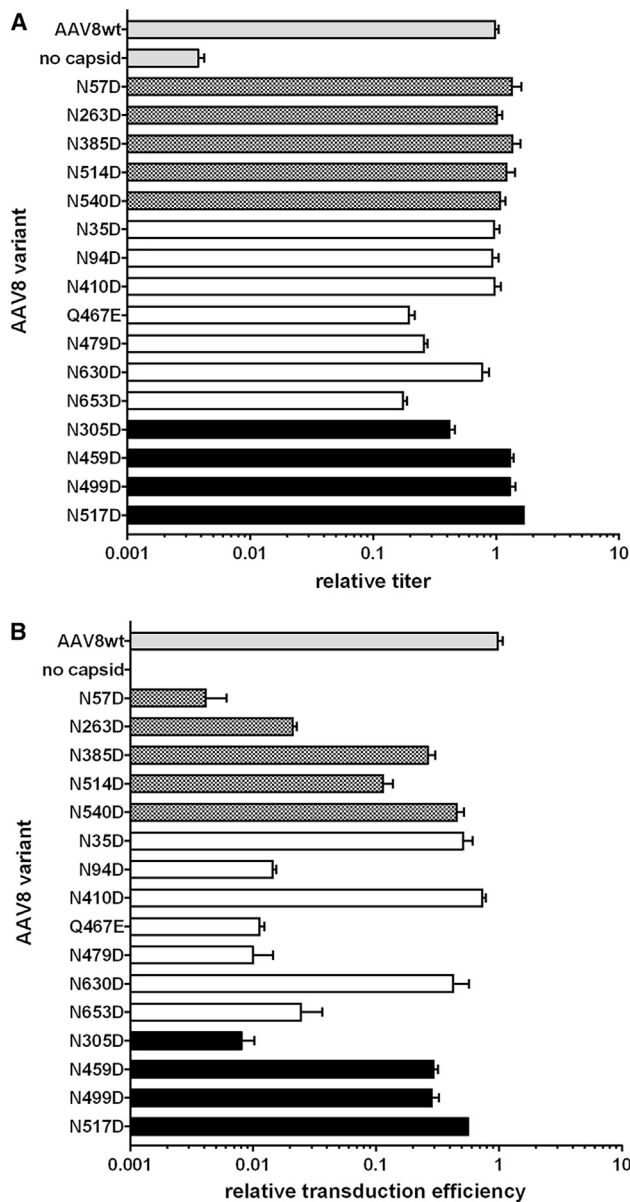 A
AAV8 variant
AAV8wt
no capsid
N57D
N263D
N385D
N514D
N540D
N35D
N94D
N410D
Q467E
N479D
N630D
N653D
N305D
N459D
N499D
N517D
0.001
0.01
0.1
1
10
relative titer
B
AAV8 variant
AAV8wt
no capsid
N57D
N263D
N385D
N514D
N540D
N35D
N94D
N410D
Q467E
N479D
N630D
N653D
N305D
N459D
N499D
N517D
0.001
0.01
0.1
1
10
relative transduction efficiency